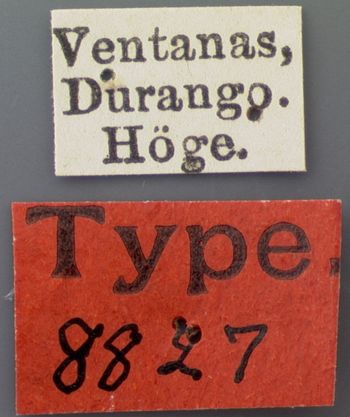 Ventanas,
Durango.
Höge.
Type.
8827